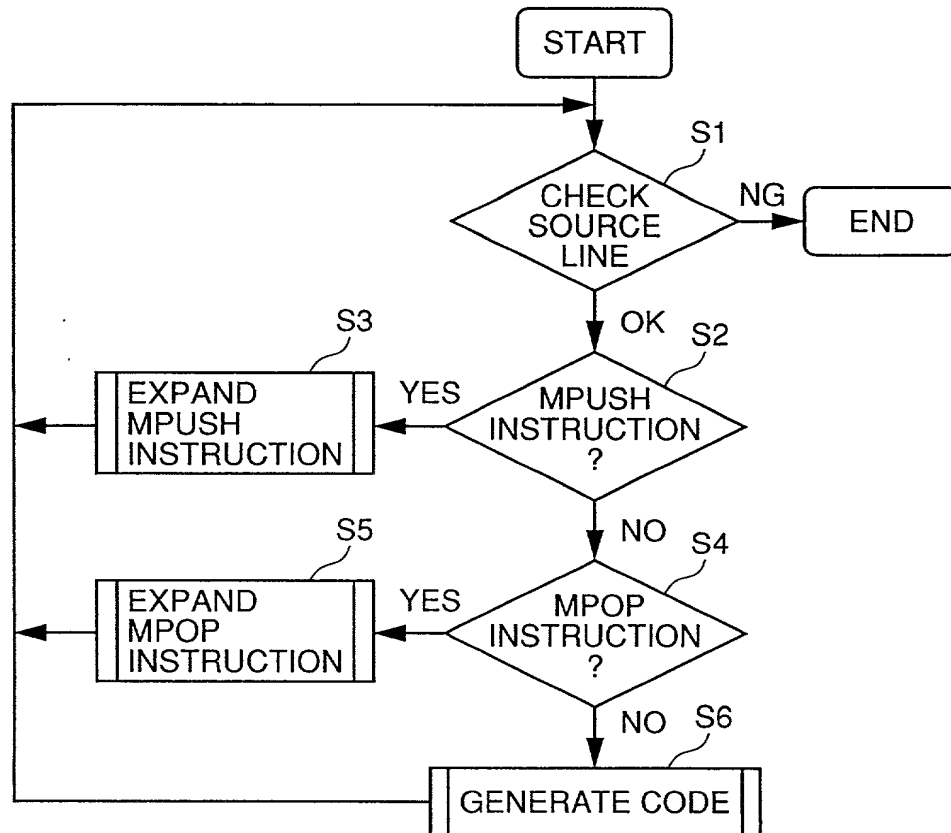 START
S1
CHECK
SOURCE
LINE
NG
END
OK
S2
MPUSH
INSTRUCTION
?
YES
S3
EXPAND
MPUSH
INSTRUCTION
NO
S4
MPOP
INSTRUCTION
?
YES
S5
EXPAND
MPOP
INSTRUCTION
NO
S6
GENERATE CODE